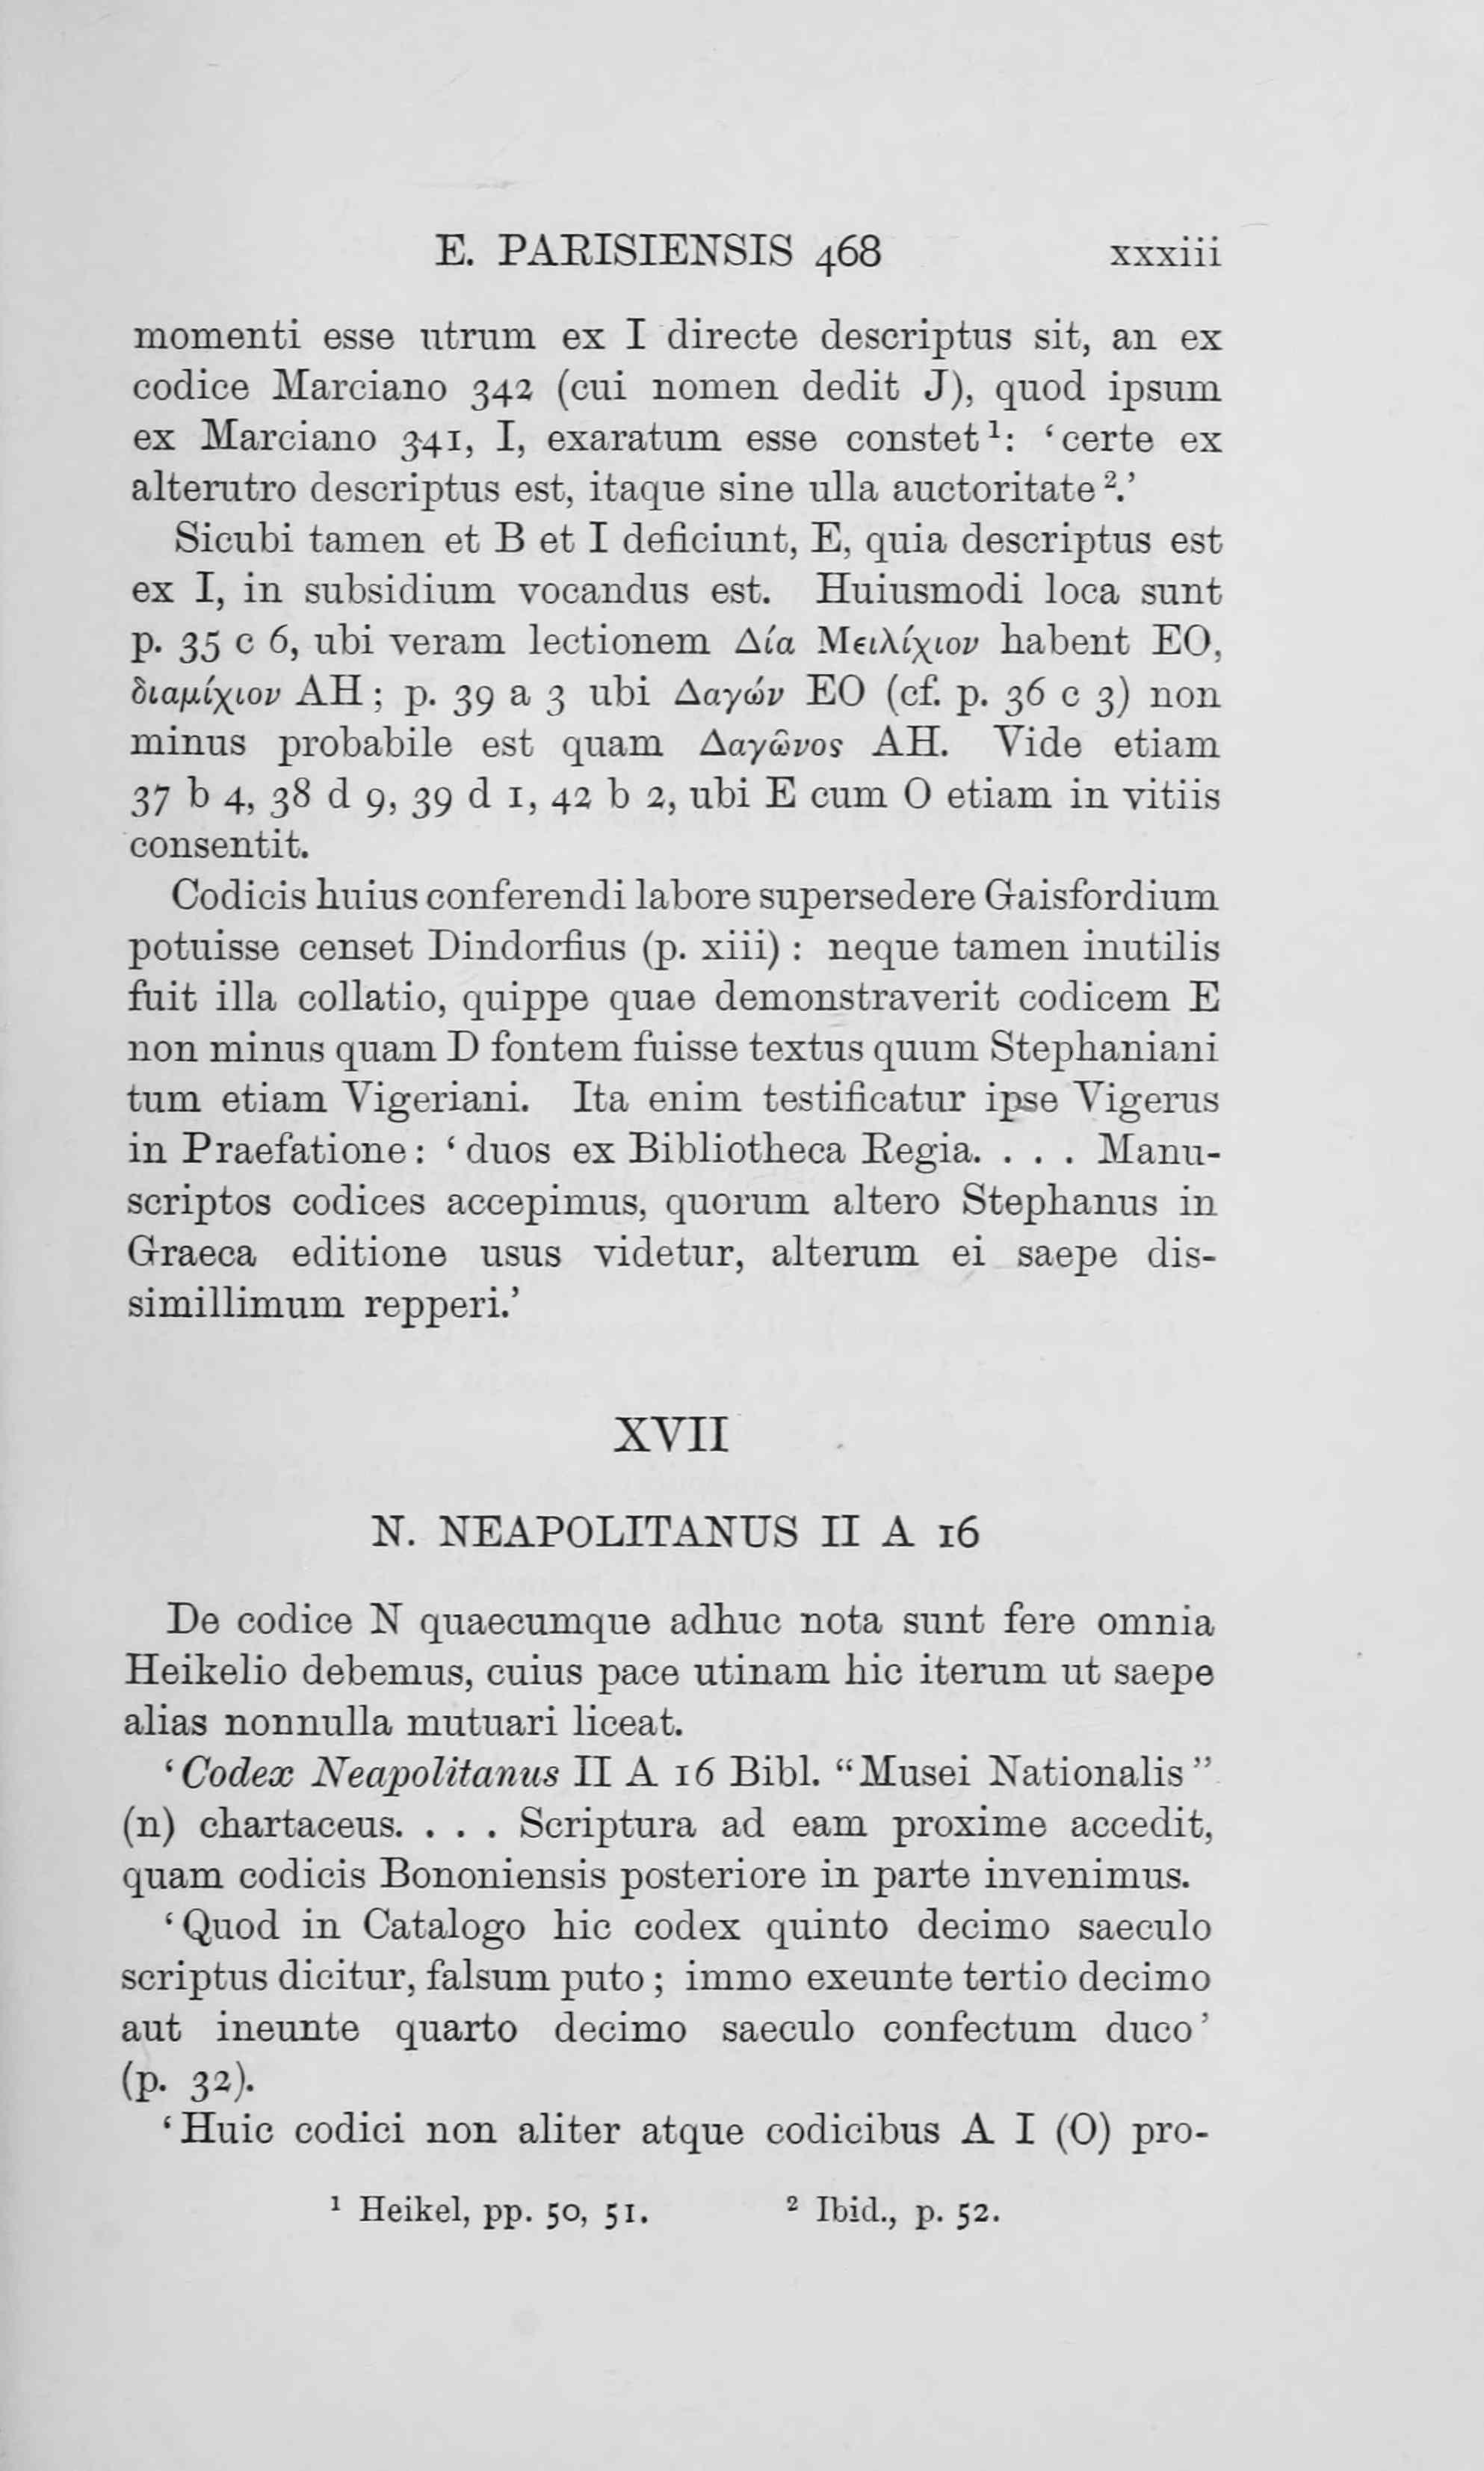 E. PARISIENSIS 468 xxxiii
momenti esse utrum ex I directe descriptus sit, an ex
codice Marciano 342 (cui nomen dedit J), quod ipsum
ex Marciano 341, I, exaratum esse constet¹: ‘certe ex
alterutro descriptus est, itaque sine ulla auctoritate².’
Sicubi tamen et B et I deficiunt, E, quia descriptus est
ex I, in subsidium vocandus est. Huiusmodi loca sunt
p. 35 c 6, ubi veram lectionem Δία Μειλίχιον habent EO,
διαμίχιον AH; p. 39 a 3 ubi Δαγών EO (cf. p. 36 c 3) non
minus probabile est quam Δαγῶνος AH. Vide etiam
37 b 4, 38 d 9, 39 d 1, 42 b 2, ubi E cum O etiam in vitiis
consentit.
Codicis huius conferendi labore supersedere Gaisfordium
potuisse censet Dindorfius (p. xiii): neque tamen inutilis
fuit illa collatio, quippe quae demonstraverit codicem E
non minus quam D fontem fuisse textus quum Stephaniani
tum etiam Vigeriani. Ita enim testificatur ipse Vigerus
in Praefatione: ‘duos ex Bibliotheca Regia. . . . Manu-
scriptos codices accepimus, quorum altero Stephanus in
Graeca editione usus videtur, alterum ei saepe dis-
simillimum repperi.’
XVII
N. NEAPOLITANUS II A 16
De codice N quaecumque adhuc nota sunt fere omnia
Heikelio debemus, cuius pace utinam hic iterum ut saepe
alias nonnulla mutuari liceat.
‘Codex Neapolitanus II A 16 Bibl. “Musei Nationalis”
(n) chartaceus. . . . Scriptura ad eam proxime accedit,
quam codicis Bononiensis posteriore in parte invenimus.
‘Quod in Catalogo hic codex quinto decimo saeculo
scriptus dicitur, falsum puto; immo exeunte tertio decimo
aut ineunte quarto decimo saeculo confectum duco’
(p. 32).
‘Huic codici non aliter atque codicibus A I (O) pro-
¹ Heikel, pp. 50, 51. ² Ibid., p. 52.